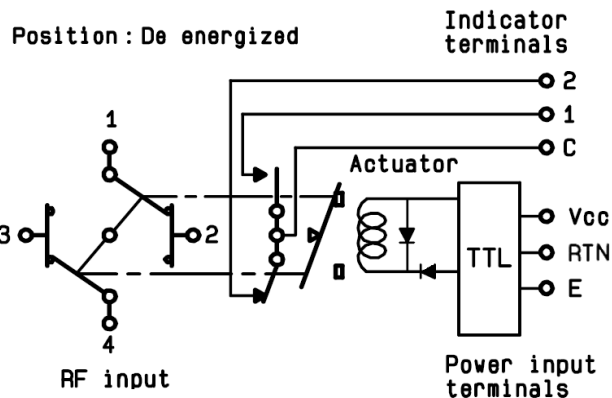 Position : De energized
Indicator
terminals
2
1
C
Actuator
1
3
2
4
RF input
TTL
Vcc
RTN
E
Power input
terminals